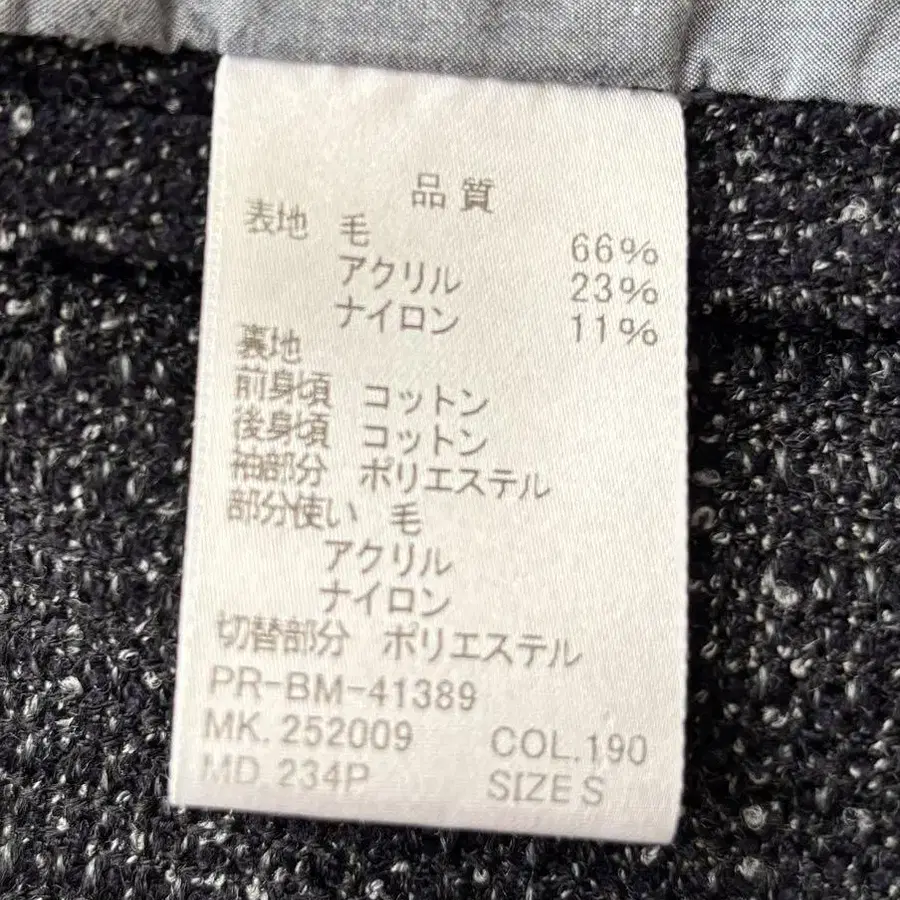 品質
表地 毛 66%
アクリル 23%
ナイロン 11%
裏地
前身頃 コットン
後身頃 コットン
袖部分 ポリエステル
部分使い 毛
アクリル
ナイロン
切替部分 ポリエステル
PR-BM-41389
MK. 252009 COL.190
MD 234P SIZE S